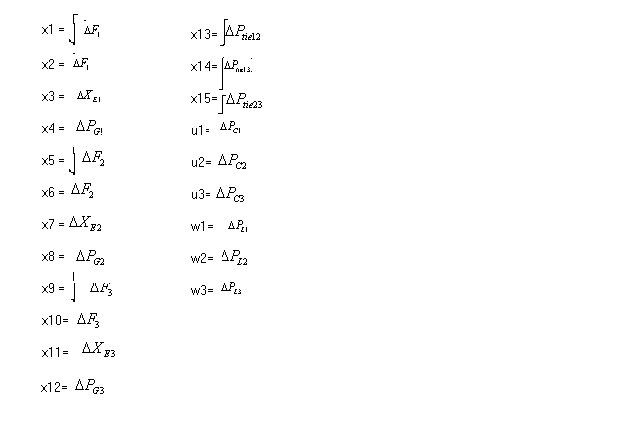 x1 = ∫ ΔF1
x2 = ΔF1
x3 = ΔXE1
x4 = ΔPG1
x5 = ∫ ΔF2
x6 = ΔF2
x7 = ΔXE2
x8 = ΔPG2
x9 = ∫ ΔF3
x10= ΔF3
x11= ΔXE3
x12= ΔPG3
x13= ∫ΔPtie12
x14= ∫ΔPtie13
x15= ∫ΔPtie23
u1= ΔPC1
u2= ΔPC2
u3= ΔPC3
w1= ΔPL1
w2= ΔPL2
w3= ΔPL3